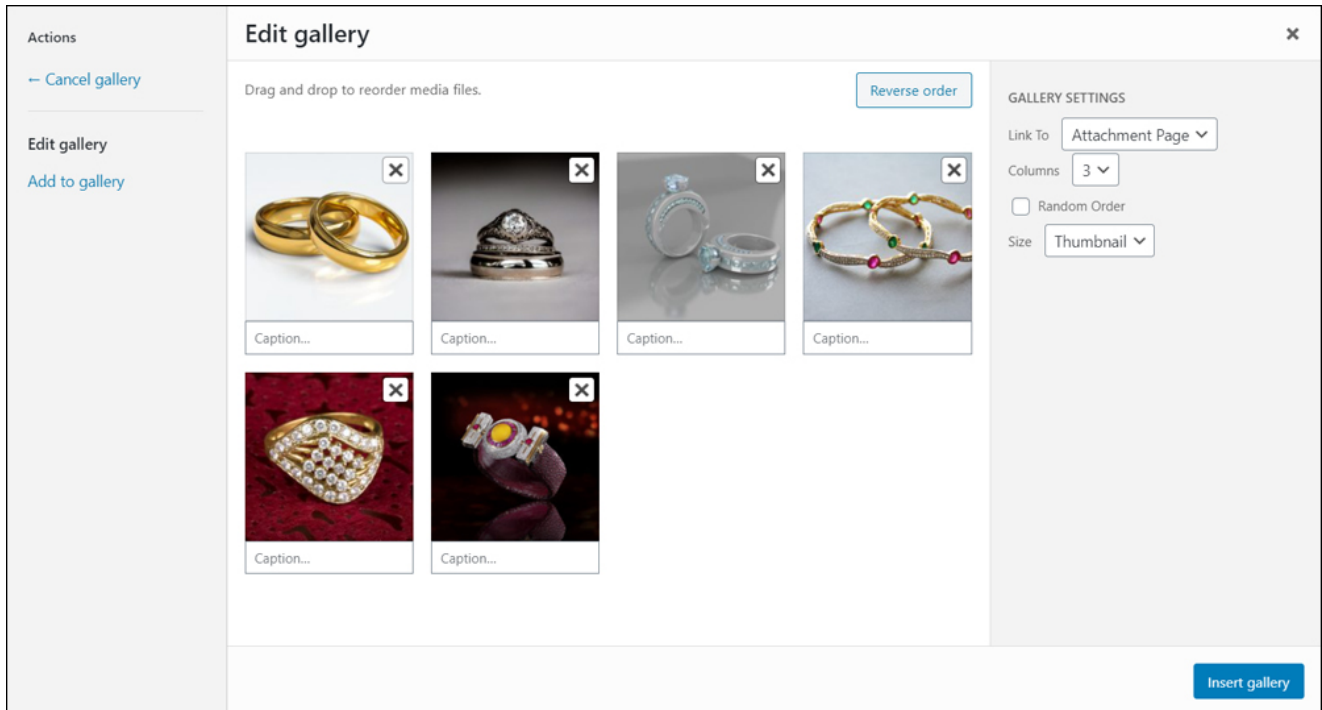 Actions
← Cancel gallery
Edit gallery
Add to gallery
Edit gallery
Drag and drop to reorder media files.
Reverse order
Caption...
Caption...
Caption...
Caption...
Caption...
Caption...
GALLERY SETTINGS
Link To Attachment Page
Columns 3
Random Order
Size Thumbnail
Insert gallery